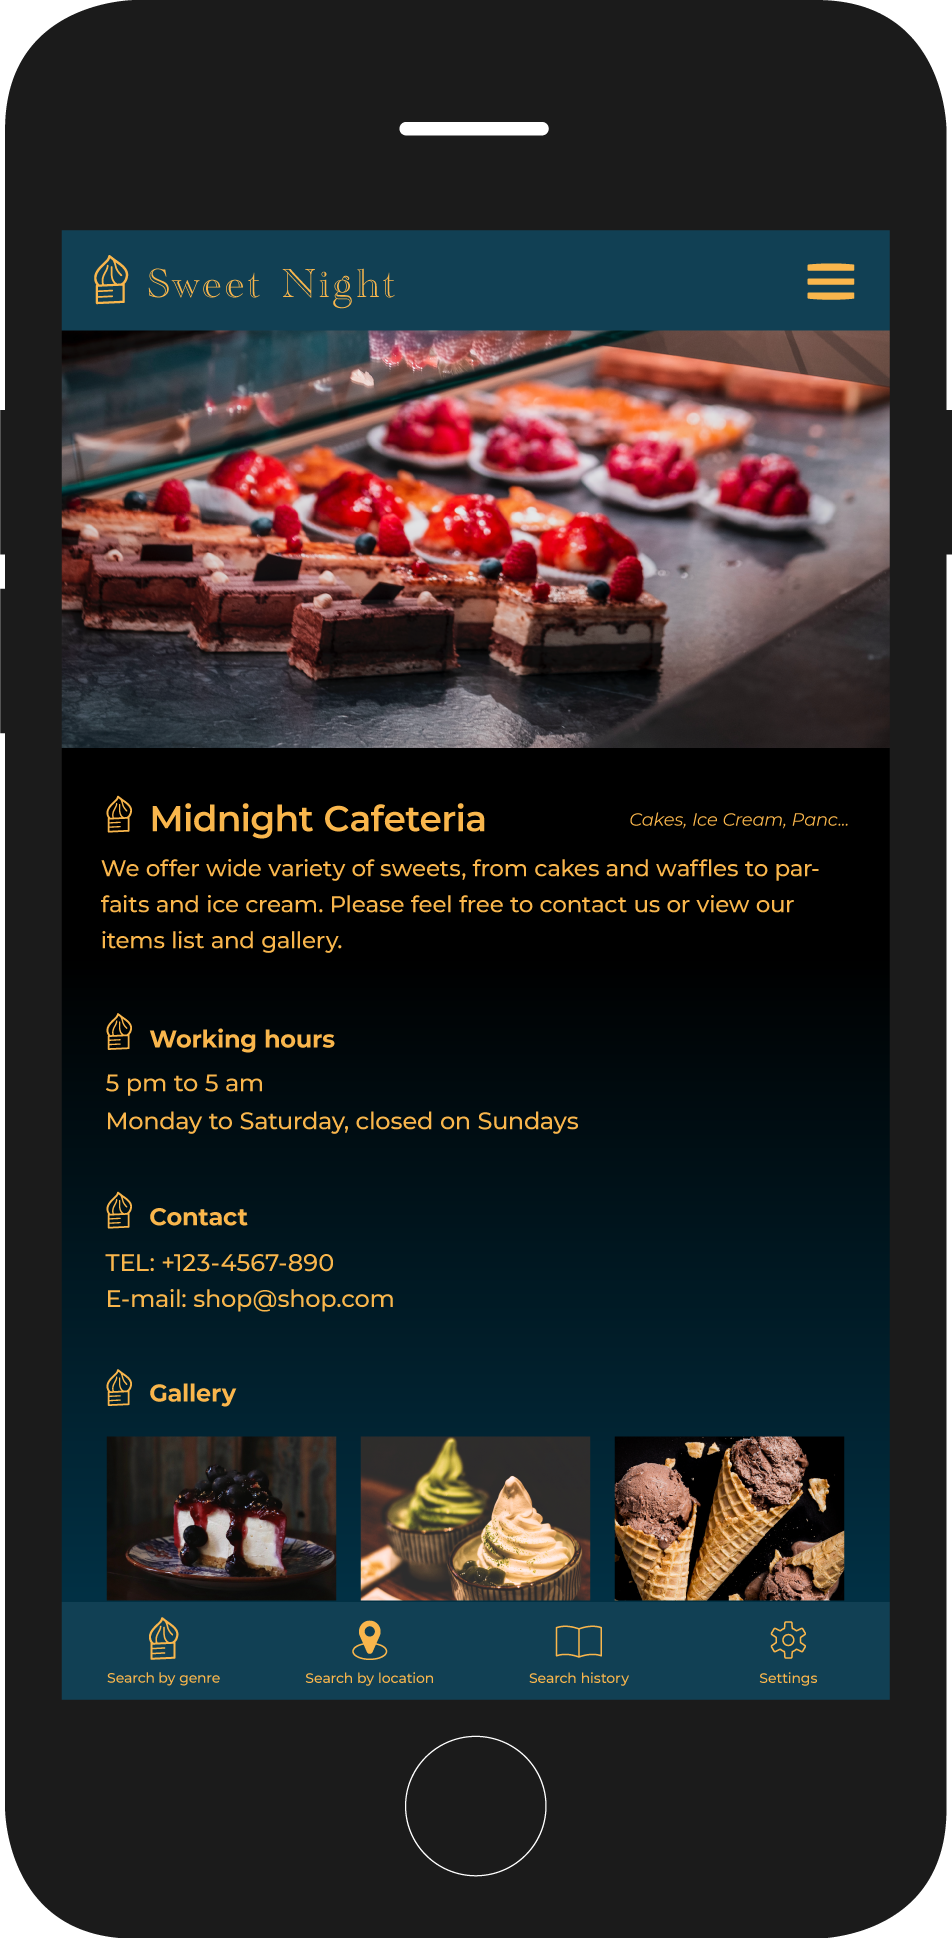 Sweet Night
Midnight Cafeteria
Cakes, Ice Cream, Panc...
We offer wide variety of sweets, from cakes and waffles to par-
faits and ice cream. Please feel free to contact us or view our
items list and gallery.
Working hours
5 pm to 5 am
Monday to Saturday, closed on Sundays
Contact
TEL: +123-4567-890
E-mail: shop@shop.com
Gallery
Search by genre
Search by location
Search history
Settings